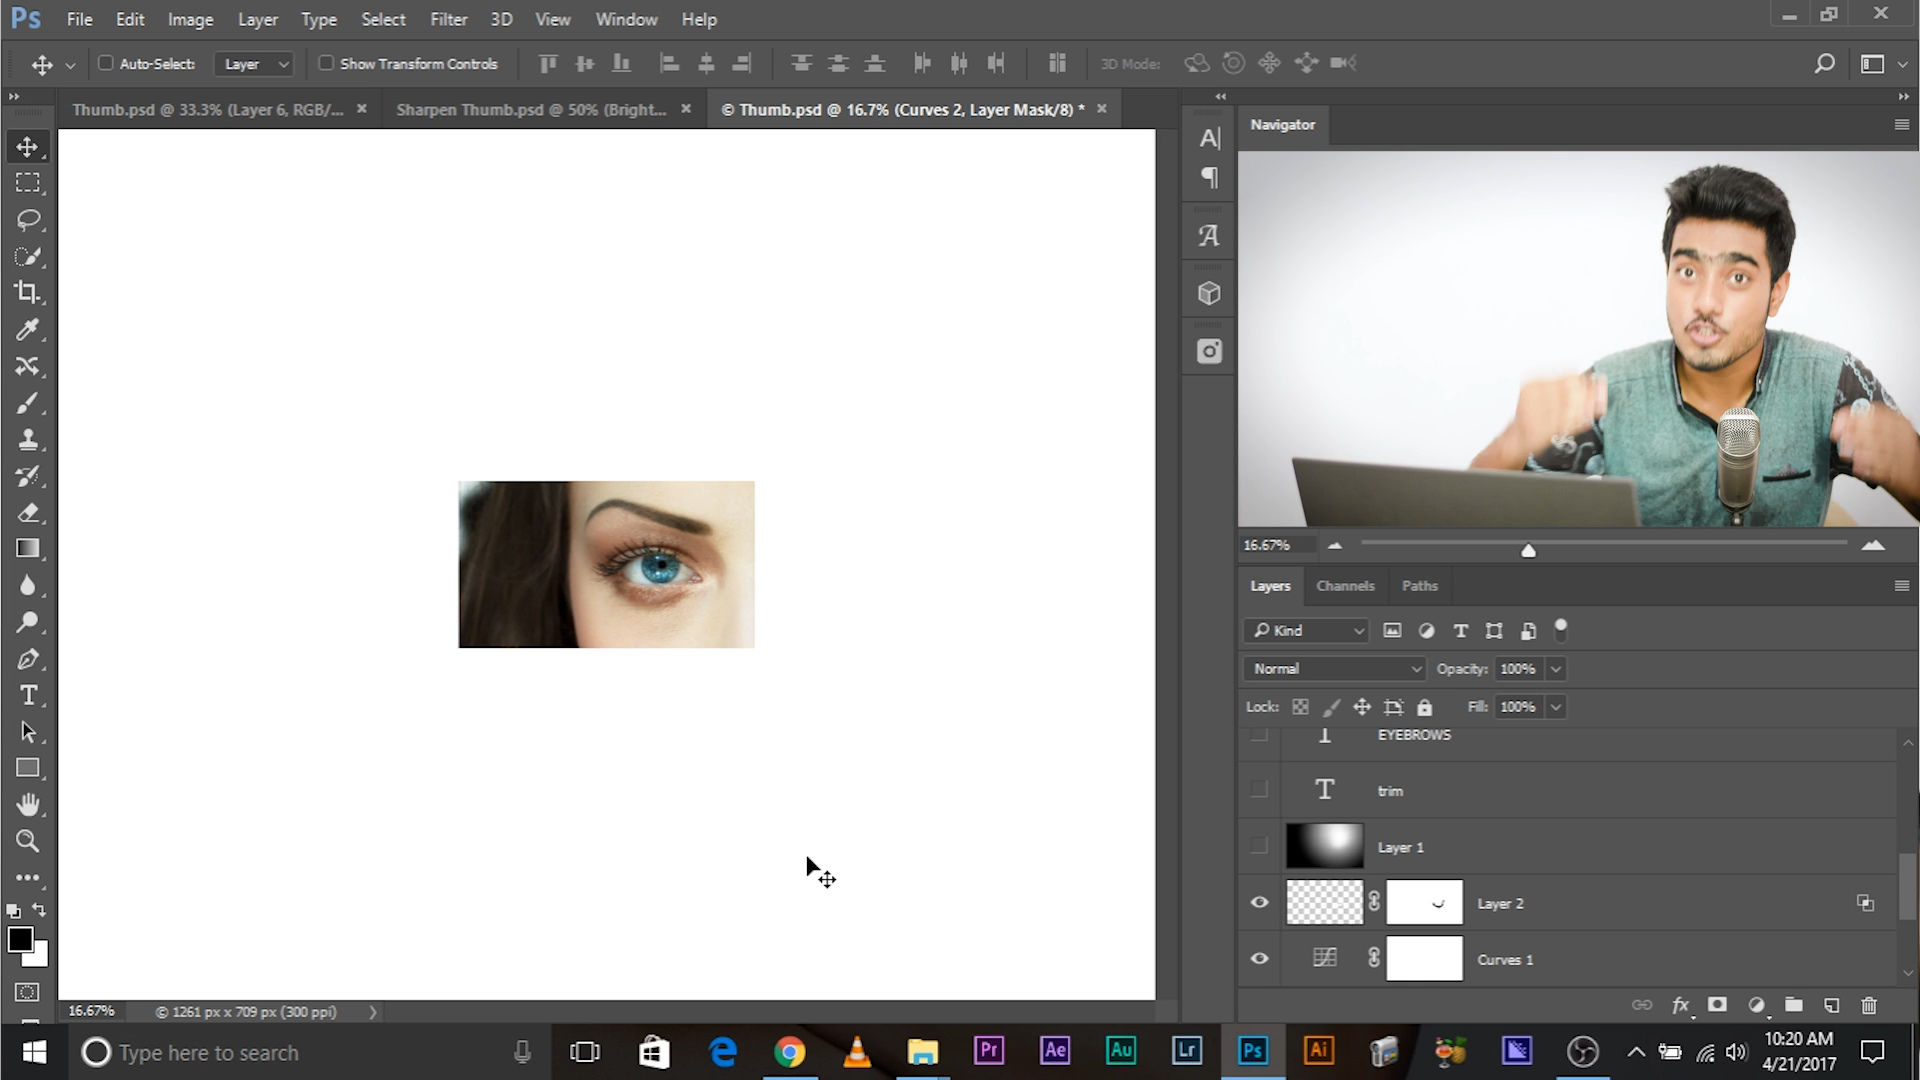 Ps File Edit Image Layer Type Select Filter 3D View Window Help
Auto-Select: Layer Show Transform Controls 3D Mode:
Thumb.psd @ 33.3% (Layer 6, RGB/... × Sharpen Thumb.psd @ 50% (Bright... × © Thumb.psd @ 16.7% (Curves 2, Layer Mask/8) * ×
Navigator
16.67%
Layers Channels Paths
Kind
Normal Opacity: 100%
Lock: Fill: 100%
EYEBROWS
trim
Layer 1
Layer 2
Curves 1
fx
16.67% © 1261 px x 709 px (300 ppi)
Type here to search Pr Ae Au Lr Ps Ai
10:20 AM
4/21/2017